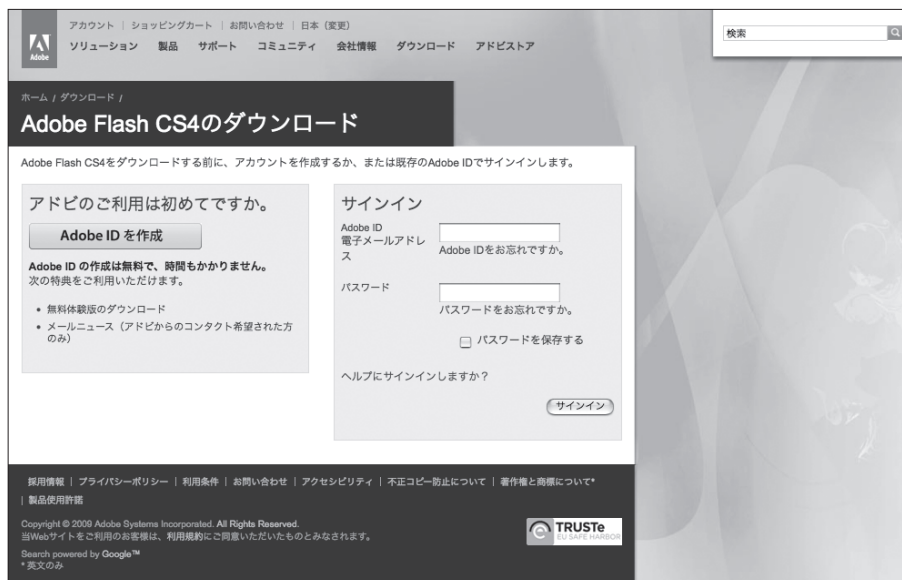 アカウント | ショッピングカート | お問い合わせ | 日本（変更）
ソリューション 製品 サポート コミュニティ 会社情報 ダウンロード アドビストア
検索
Adobe
ホーム / ダウンロード /
Adobe Flash CS4のダウンロード
Adobe Flash CS4をダウンロードする前に、アカウントを作成するか、または既存のAdobe IDでサインインします。
アドビのご利用は初めてですか。
Adobe ID を作成
Adobe ID の作成は無料で、時間もかかりません。
次の特典をご利用いただけます。
• 無料体験版のダウンロード
• メールニュース（アドビからのコンタクト希望された方
のみ）
サインイン
Adobe ID
電子メールアドレ
ス
Adobe IDをお忘れですか。
パスワード
パスワードをお忘れですか。
パスワードを保存する
ヘルプにサインインしますか？
サインイン
採用情報 | プライバシーポリシー | 利用条件 | お問い合わせ | アクセシビリティ | 不正コピー防止について | 著作権と商標について*
| 製品使用許諾
Copyright © 2009 Adobe Systems Incorporated. All Rights Reserved.
当Webサイトをご利用のお客様は、利用規約にご同意いただいたものとみなされます。
Search powered by Google™
* 英文のみ
TRUSTe
EU SAFE HARBOR